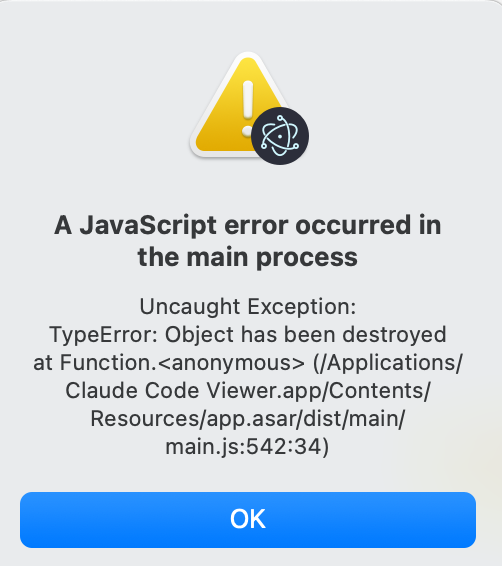 A JavaScript error occurred in
the main process
Uncaught Exception:
TypeError: Object has been destroyed
at Function.<anonymous> (/Applications/
Claude Code Viewer.app/Contents/
Resources/app.asar/dist/main/
main.js:542:34)
OK